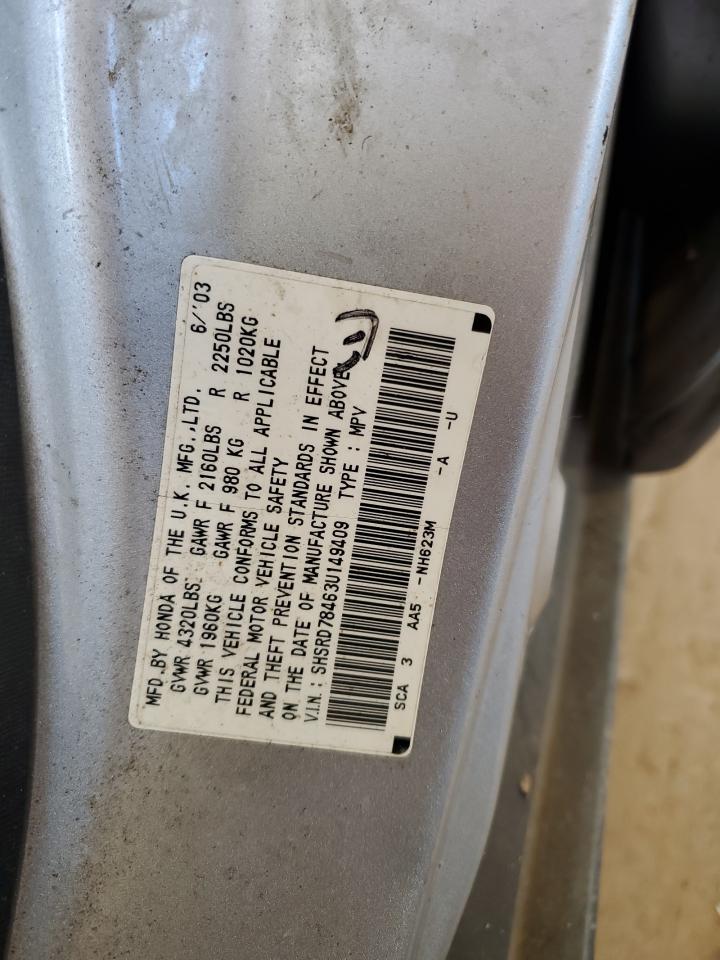 MFD.BY HONDA OF THE U.K. MFG.,LTD. 6/'03
GVWR 4320LBS. GAWR F 2160LBS R 2250LBS
GVWR 1960KG GAWR F 980 KG R 1020KG
THIS VEHICLE CONFORMS TO ALL APPLICABLE
FEDERAL MOTOR VEHICLE SAFETY
AND THEFT PREVENTION STANDARDS IN EFFECT
ON THE DATE OF MANUFACTURE SHOWN ABOVE
V.I.N.: SHSRD78463U149409 TYPE : MPV
SCA 3 AA5 -NH623M -A -U